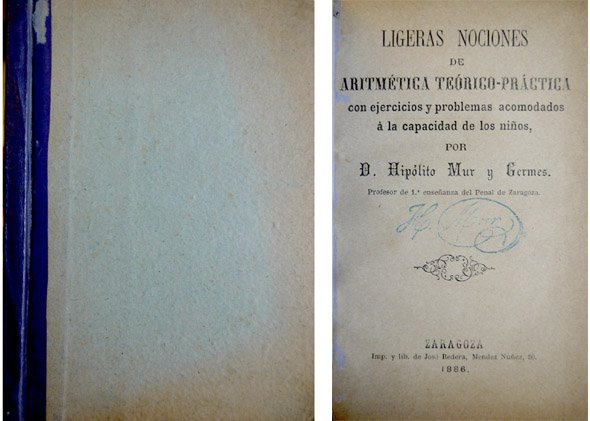 LIGERAS NOCIONES
DE
ARITMÉTICA TEÓRICO-PRÁCTICA
con ejercicios y problemas acomodados
á la capacidad de los niños,
POR
D. Hipólito Mur y Germes.
Profesor de 1.ª enseñanza del Penal de Zaragoza.
H. Mur
ZARAGOZA
Imp. y lib. de José Bedera, Mendez Nuñez, 20.
1886.